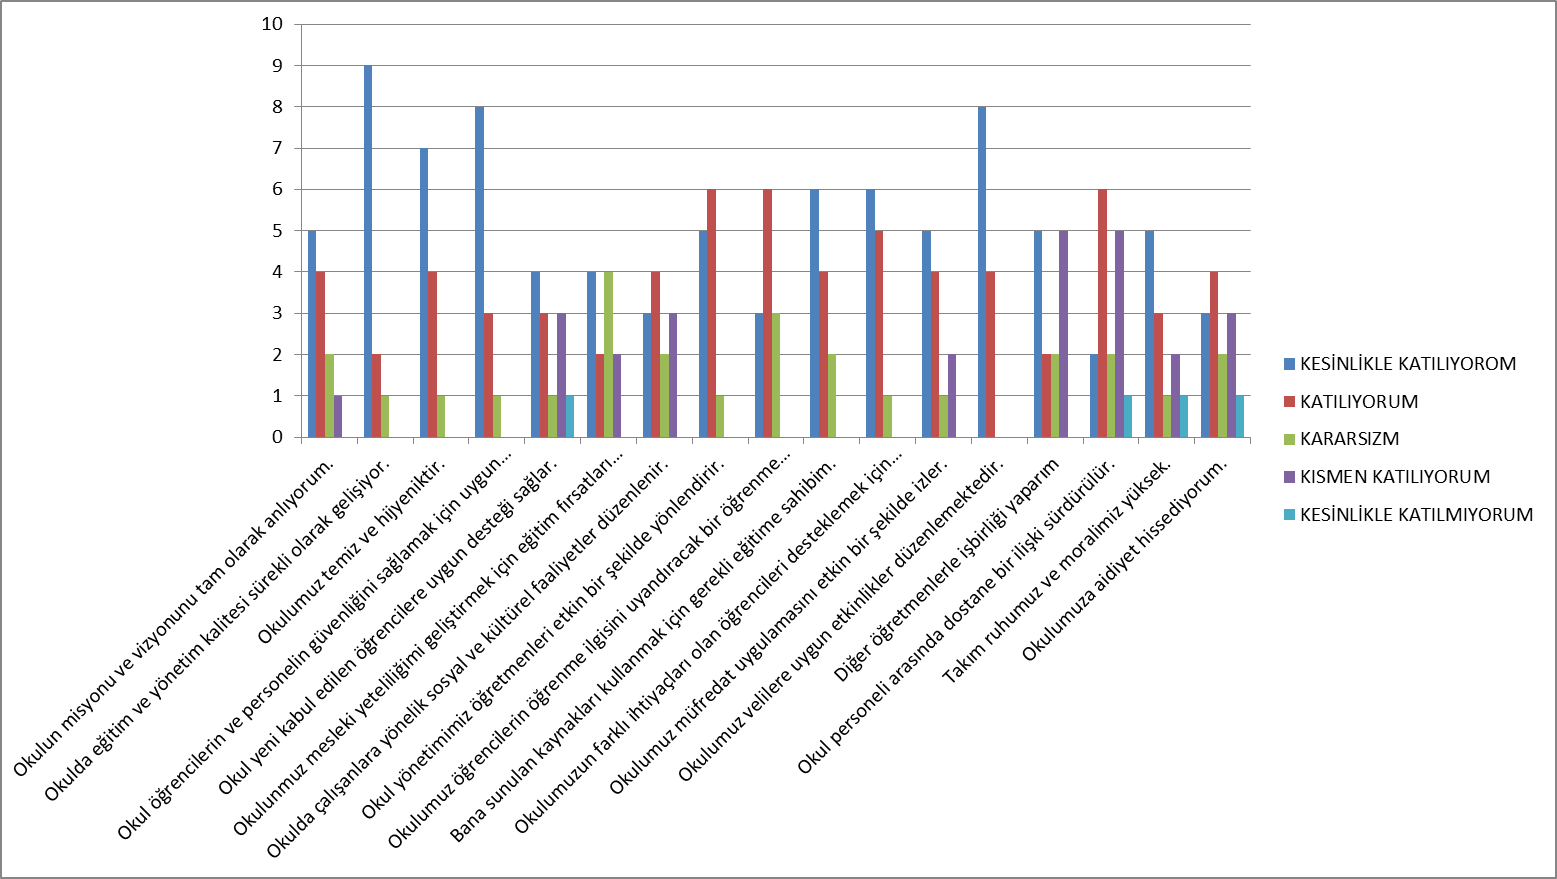 10
9
8
7
6
5
4
3
2
1
0
Okulun misyonu ve vizyonunu tam olarak anlıyorum.
Okulda eğitim ve yönetim kalitesi sürekli olarak gelişiyor.
Okulumuz temiz ve hijyeniktir.
Okul öğrencilerin ve personelin güvenliğini sağlamak için uygun…
Okul yeni kabul edilen öğrencilere uygun desteği sağlar.
Okulunmuz mesleki yeteliliğimi geliştirmek için eğitim fırsatları…
Okulda çalışanlara yönelik sosyal ve kültürel faaliyetler düzenlenir.
Okul yönetimimiz öğretmenleri etkin bir şekilde yönlendirir.
Okulumuz öğrencilerin öğrenme ilgisini uyandıracak bir öğrenme…
Bana sunulan kaynakları kullanmak için gerekli eğitime sahibim.
Okulumuzun farklı ihtiyaçları olan öğrencileri desteklemek için…
Okulumuz müfredat uygulamasını etkin bir şekilde izler.
Okulumuz velilere uygun etkinlikler düzenlemektedir.
Diğer öğretmenlerle işbirliği yaparım
Okul personeli arasında dostane bir ilişki sürdürülür.
Takım ruhumuz ve moralimiz yüksek.
Okulumuza aidiyet hissediyorum.
KESİNLİKLE KATILIYOROM
KATILIYORUM
KARARSIZM
KISMEN KATILIYORUM
KESİNLİKLE KATILMIYORUM